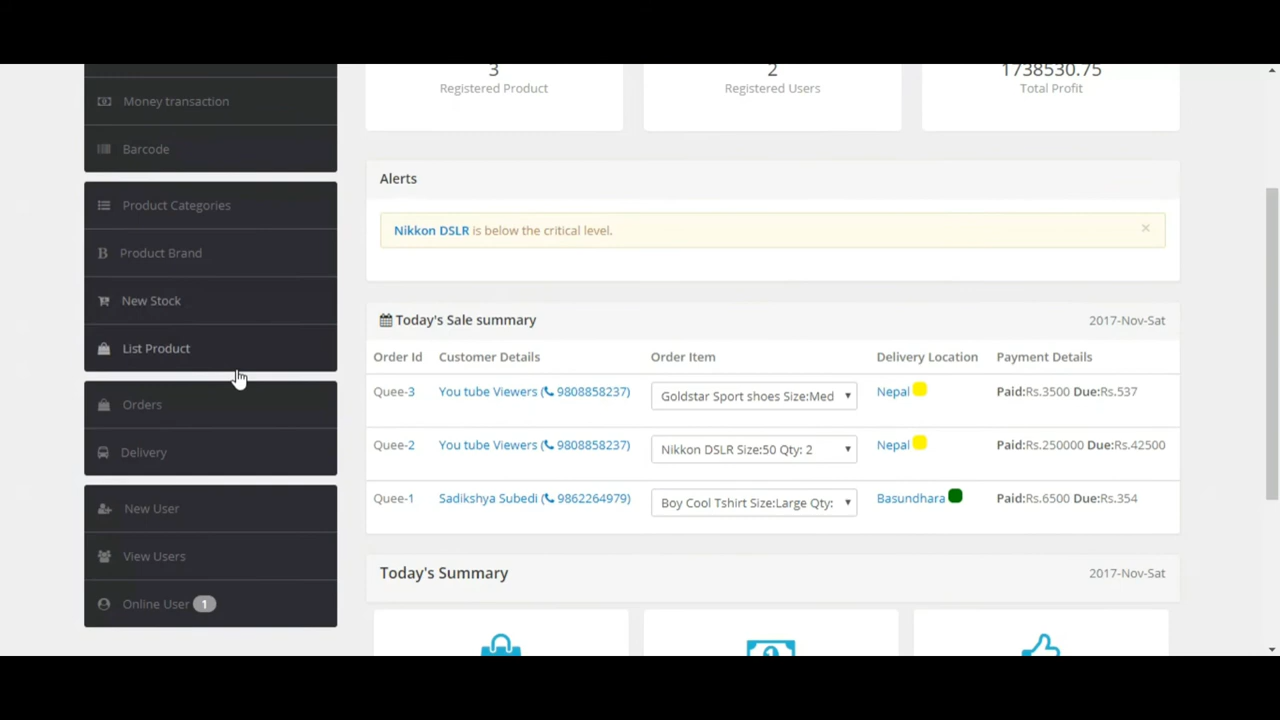 Money transaction
Barcode
Product Categories
Product Brand
New Stock
List Product
Orders
Delivery
New User
View Users
Online User 1
3 2 1738530.75
Registered Product Registered Users Total Profit
Alerts
Nikkon DSLR is below the critical level. ×
Today's Sale summary 2017-Nov-Sat
Order Id Customer Details Order Item Delivery Location Payment Details
Quee-3 You tube Viewers (9808858237) Goldstar Sport shoes Size:Med Nepal Paid:Rs.3500 Due:Rs.537
Quee-2 You tube Viewers (9808858237) Nikkon DSLR Size:50 Qty: 2 Nepal Paid:Rs.250000 Due:Rs.42500
Quee-1 Sadikshya Subedi (9862264979) Boy Cool Tshirt Size:Large Qty: Basundhara Paid:Rs.6500 Due:Rs.354
Today's Summary 2017-Nov-Sat